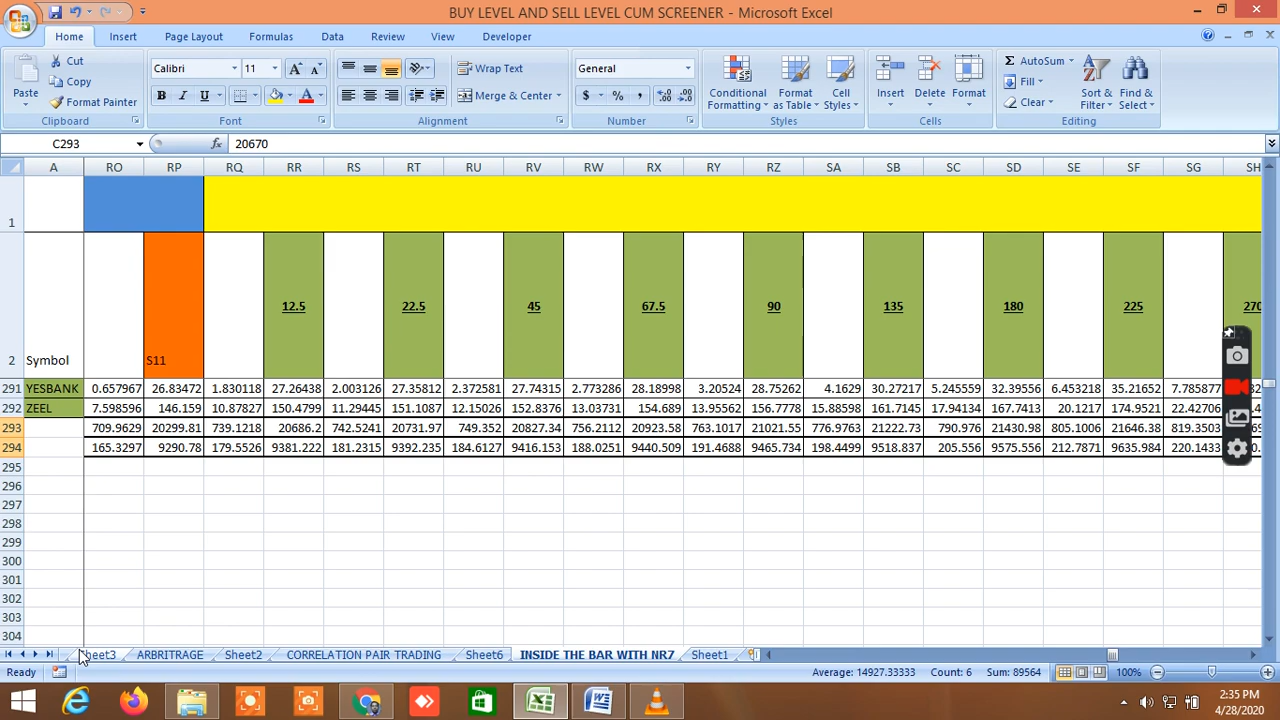 BUY LEVEL AND SELL LEVEL CUM SCREENER - Microsoft Excel
Home Insert Page Layout Formulas Data Review View Developer
Cut Calibri 11 Wrap Text General AutoSum
Paste Copy Conditional Formatting Format as Table Cell Styles Insert Delete Format Fill Sort & Filter Find & Select
Format Painter B I U A Merge & Center $ % , Clear
Clipboard Font Alignment Number Styles Cells Editing
C293 fx 20670
A RO RP RQ RR RS RT RU RV RW RX RY RZ SA SB SC SD SE SF SG SH
1
2 Symbol S11 12.5 22.5 45 67.5 90 135 180 225 270
291 YESBANK 0.657967 26.83472 1.830118 27.26438 2.003126 27.35812 2.372581 27.74315 2.773286 28.18998 3.20524 28.75262 4.1629 30.27217 5.245559 32.39556 6.453218 35.21652 7.785877
292 ZEEL 7.598596 146.159 10.87827 150.4799 11.29445 151.1087 12.15026 152.8376 13.03731 154.689 13.95562 156.7778 15.88598 161.7145 17.94134 167.7413 20.1217 174.9521 22.42706
293 709.9629 20299.81 739.1218 20686.2 742.5241 20731.97 749.352 20827.34 756.2112 20923.58 763.1017 21021.55 776.9763 21222.73 790.976 21430.98 805.1006 21646.38 819.3503
294 165.3297 9290.78 179.5526 9381.222 181.2315 9392.235 184.6127 9416.153 188.0251 9440.509 191.4688 9465.734 198.4499 9518.837 205.556 9575.556 212.7871 9635.984 220.1433
295
296
297
298
299
300
301
302
303
304
Sheet3 ARBRITRAGE Sheet2 CORRELATION PAIR TRADING Sheet6 INSIDE THE BAR WITH NR7 Sheet1
Ready Average: 14927.33333 Count: 6 Sum: 89564 100%
2:35 PM
4/28/2020